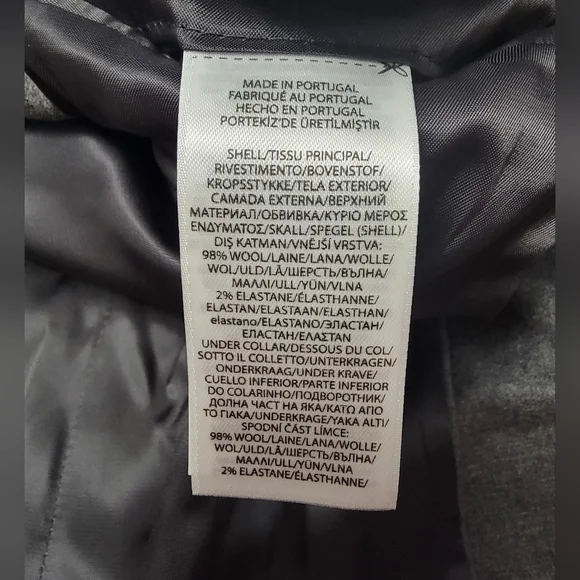 MADE IN PORTUGAL
FABRIQUÉ AU PORTUGAL
HECHO EN PORTUGAL
PORTEKİZ'DE ÜRETİLMİŞTİR
SHELL/TISSU PRINCIPAL/
RIVESTIMENTO/BOVENSTOF/
KROPSSTYKKE/TELA EXTERIOR/
CAMADA EXTERNA/ВЕРХНИЙ
МАТЕРИАЛ/ОБВИВКА/ΚΥΡΙΟ ΜΕΡΟΣ
ΕΝΔΥΜΑΤΟΣ/SKALL/SPEGEL (SHELL)/
DIŞ KATMAN/VNĚJŠÍ VRSTVA:
98% WOOL/LAINE/LANA/WOLLE/
WOL/ULD/LÃ/ШЕРСТЬ/ВЪЛНА/
ΜΑΛΛΙ/ULL/YÜN/VLNA
2% ELASTANE/ÉLASTHANNE/
ELASTAN/ELASTAAN/ELASTHAN/
elastano/ELASTANO/ЭЛАСТАН/
ЕЛАСТАН/ΕΛΑΣΤΑΝ
UNDER COLLAR/DESSOUS DU COL/
SOTTO IL COLLETTO/UNTERKRAGEN/
ONDERKRAAG/UNDER KRAVE/
CUELLO INFERIOR/PARTE INFERIOR
DO COLARINHO/ПОДВОРОТНИК/
ДОЛНА ЧАСТ НА ЯКА/ΚΑΤΩ ΑΠΟ
ΤΟ ΓΙΑΚΑ/UNDERKRAGE/YAKA ALTI/
SPODNÍ ČÁST LÍMCE:
98% WOOL/LAINE/LANA/WOLLE/
WOL/ULD/LÃ/ШЕРСТЬ/ВЪЛНА/
ΜΑΛΛΙ/ULL/YÜN/VLNA
2% ELASTANE/ÉLASTHANNE/